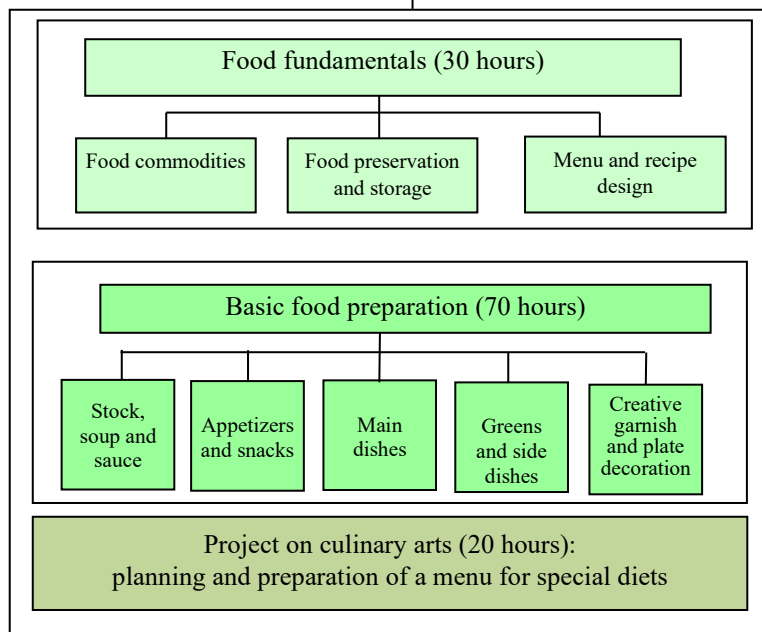 Food fundamentals (30 hours)
Food commodities
Food preservation
and storage
Menu and recipe
design
Basic food preparation (70 hours)
Stock,
soup and
sauce
Appetizers
and snacks
Main
dishes
Greens
and side
dishes
Creative
garnish
and plate
decoration
Project on culinary arts (20 hours):
planning and preparation of a menu for special diets